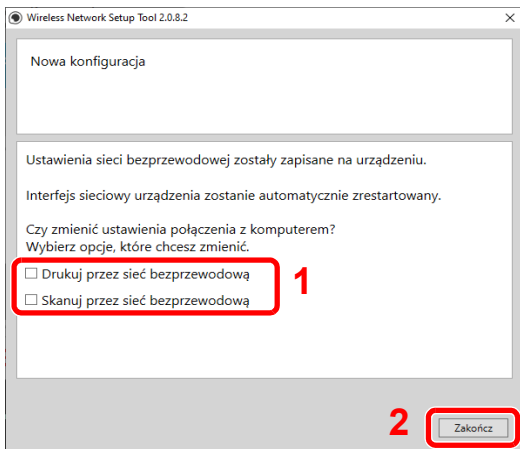 Wireless Network Setup Tool 2.0.8.2
Nowa konfiguracja
Ustawienia sieci bezprzewodowej zostały zapisane na urządzeniu.
Interfejs sieciowy urządzenia zostanie automatycznie zrestartowany.
Czy zmienić ustawienia połączenia z komputerem?
Wybierz opcje, które chcesz zmienić.
Drukuj przez sieć bezprzewodową
Skanuj przez sieć bezprzewodową
1
2
Zakończ